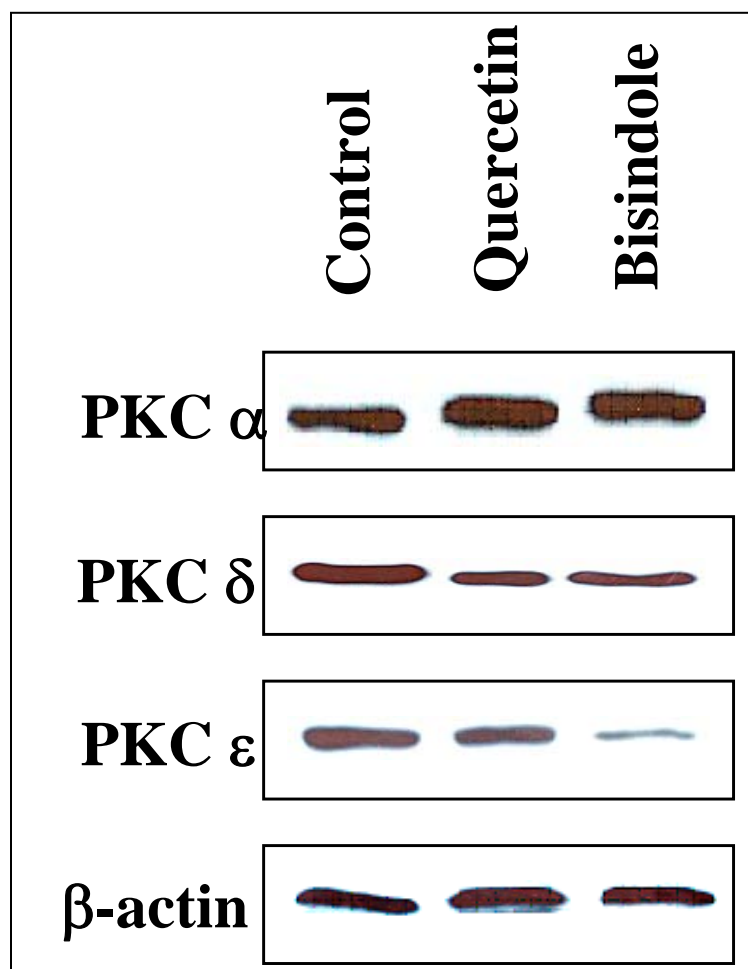 Control
Quercetin
Bisindole
PKC α
PKC δ
PKC ε
β-actin